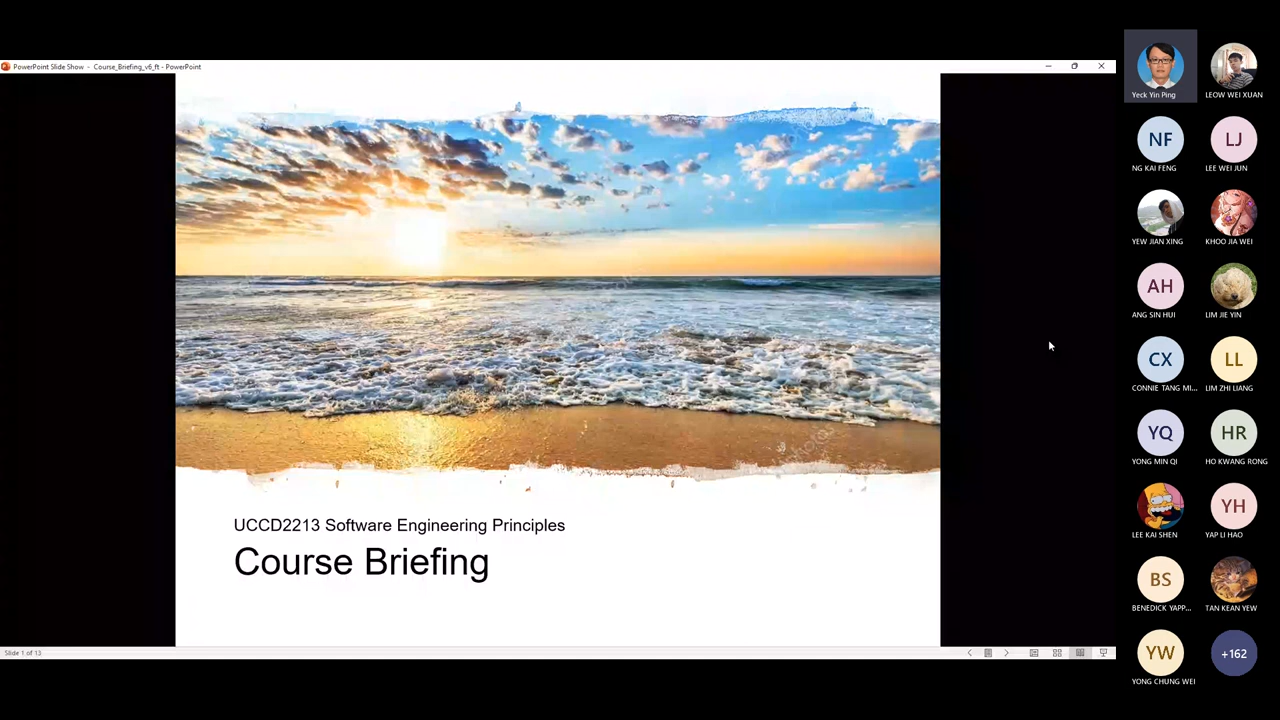 PowerPoint Slide Show - Course_Briefing_v6_ft - PowerPoint
UCCD2213 Software Engineering Principles
Course Briefing
Slide 1 of 13
Yeck Yin Ping
LEOW WEI XUAN
NF
LJ
NG KAI FENG
LEE WEI JUN
YEW JIAN XING
KHOO JIA WEI
AH
ANG SIN HUI
LIM JIE YIN
CX
LL
CONNIE TANG MI...
LIM ZHI LIANG
YQ
HR
YONG MIN QI
HO KWANG RONG
YH
LEE KAI SHEN
YAP LI HAO
BS
BENEDICK YAPP...
TAN KEAN YEW
YW
+162
YONG CHUNG WEI